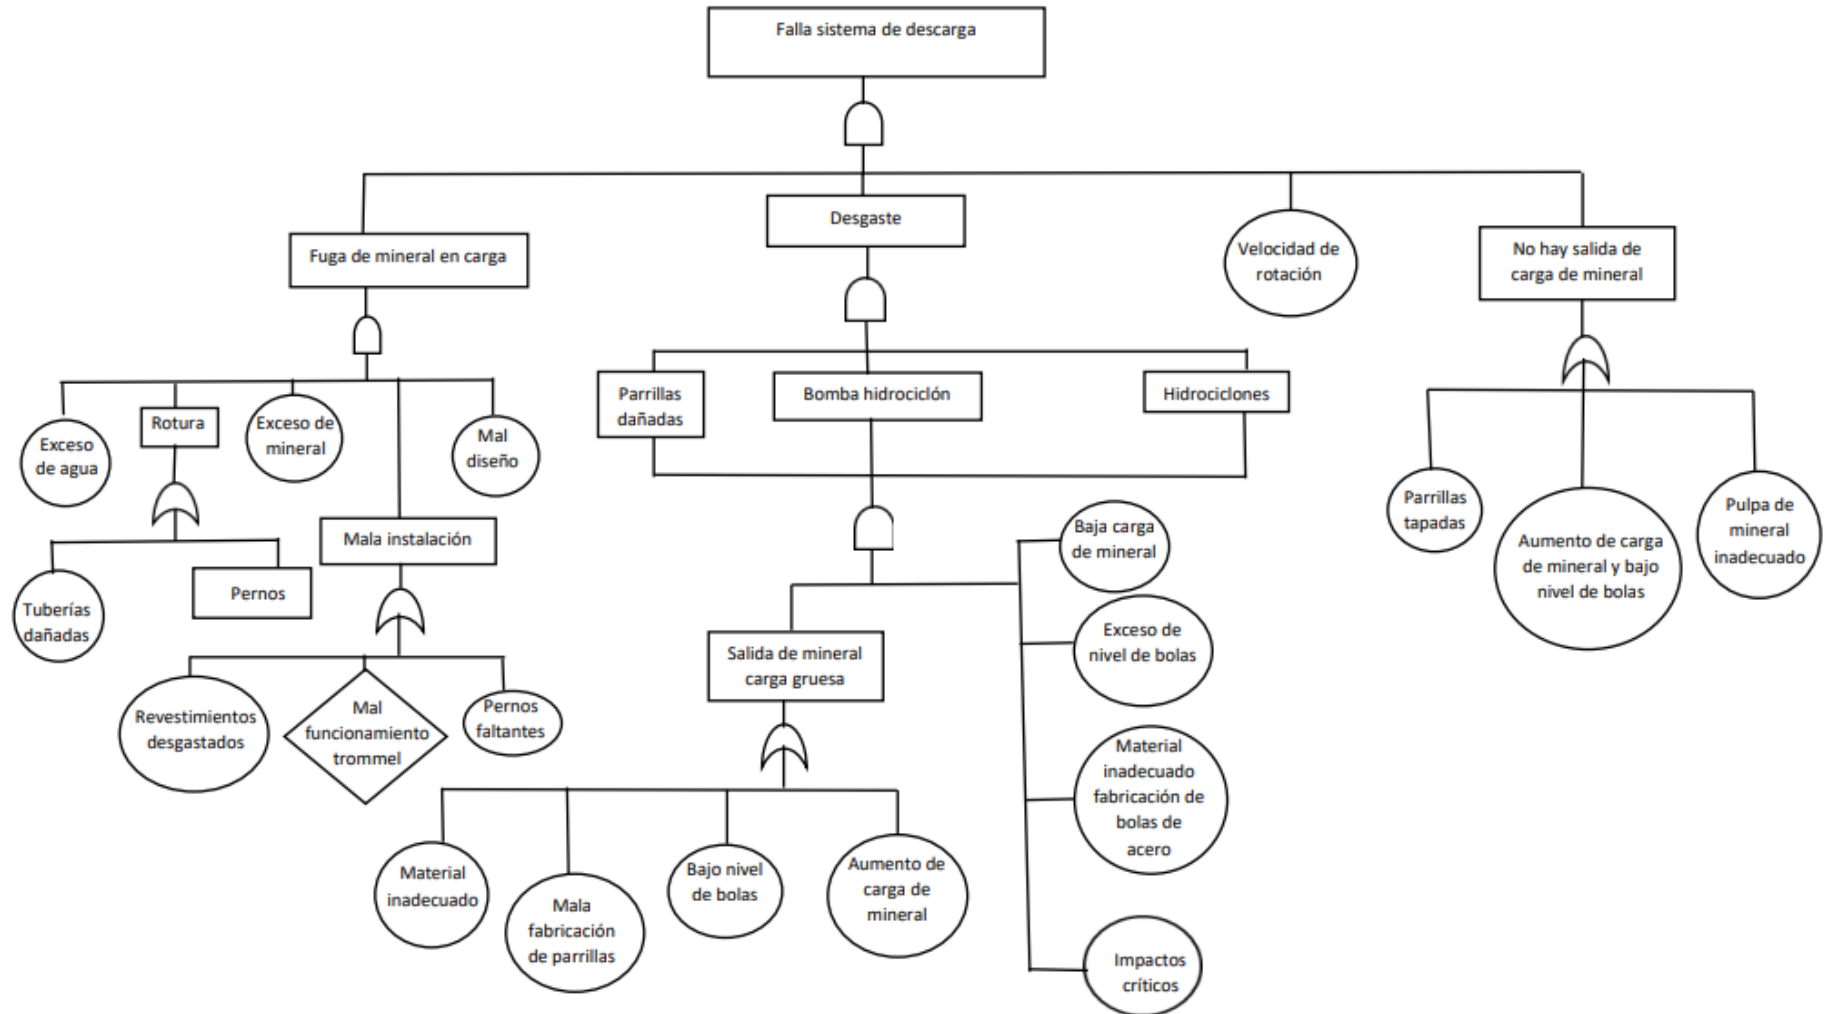 Falla sistema de descarga
Desgaste
Fuga de mineral en carga
Velocidad de
rotación
No hay salida de
carga de mineral
Parrillas
dañadas
Bomba hidrociclón
Hidrociclones
Exceso
de agua
Rotura
Exceso de
mineral
Mal
diseño
Mala instalación
Tuberías
dañadas
Pernos
Revestimientos
desgastados
Mal
funcionamiento
trommel
Pernos
faltantes
Salida de mineral
carga gruesa
Baja carga
de mineral
Exceso de
nivel de bolas
Material
inadecuado
fabricación de
bolas de
acero
Impactos
críticos
Material
inadecuado
Mala
fabricación
de parrillas
Bajo nivel
de bolas
Aumento de
carga de
mineral
Parrillas
tapadas
Aumento de carga
de mineral y bajo
nivel de bolas
Pulpa de
mineral
inadecuado